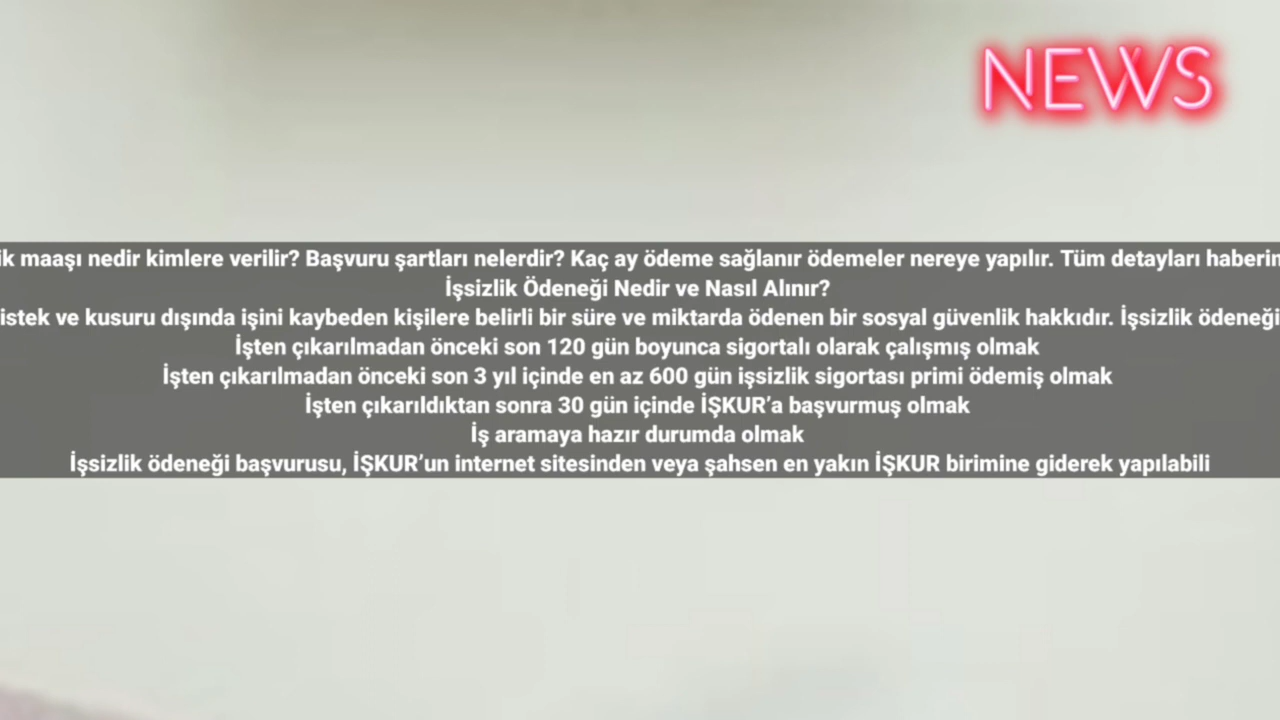 NEWS
ik maaşı nedir kimlere verilir? Başvuru şartları nelerdir? Kaç ay ödeme sağlanır ödemeler nereye yapılır. Tüm detayları haberin
İşsizlik Ödeneği Nedir ve Nasıl Alınır?
istek ve kusuru dışında işini kaybeden kişilere belirli bir süre ve miktarda ödenen bir sosyal güvenlik hakkıdır. İşsizlik ödeneği
İşten çıkarılmadan önceki son 120 gün boyunca sigortalı olarak çalışmış olmak
İşten çıkarılmadan önceki son 3 yıl içinde en az 600 gün işsizlik sigortası primi ödemiş olmak
İşten çıkarıldıktan sonra 30 gün içinde İŞKUR’a başvurmuş olmak
İş aramaya hazır durumda olmak
İşsizlik ödeneği başvurusu, İŞKUR’un internet sitesinden veya şahsen en yakın İŞKUR birimine giderek yapılabili